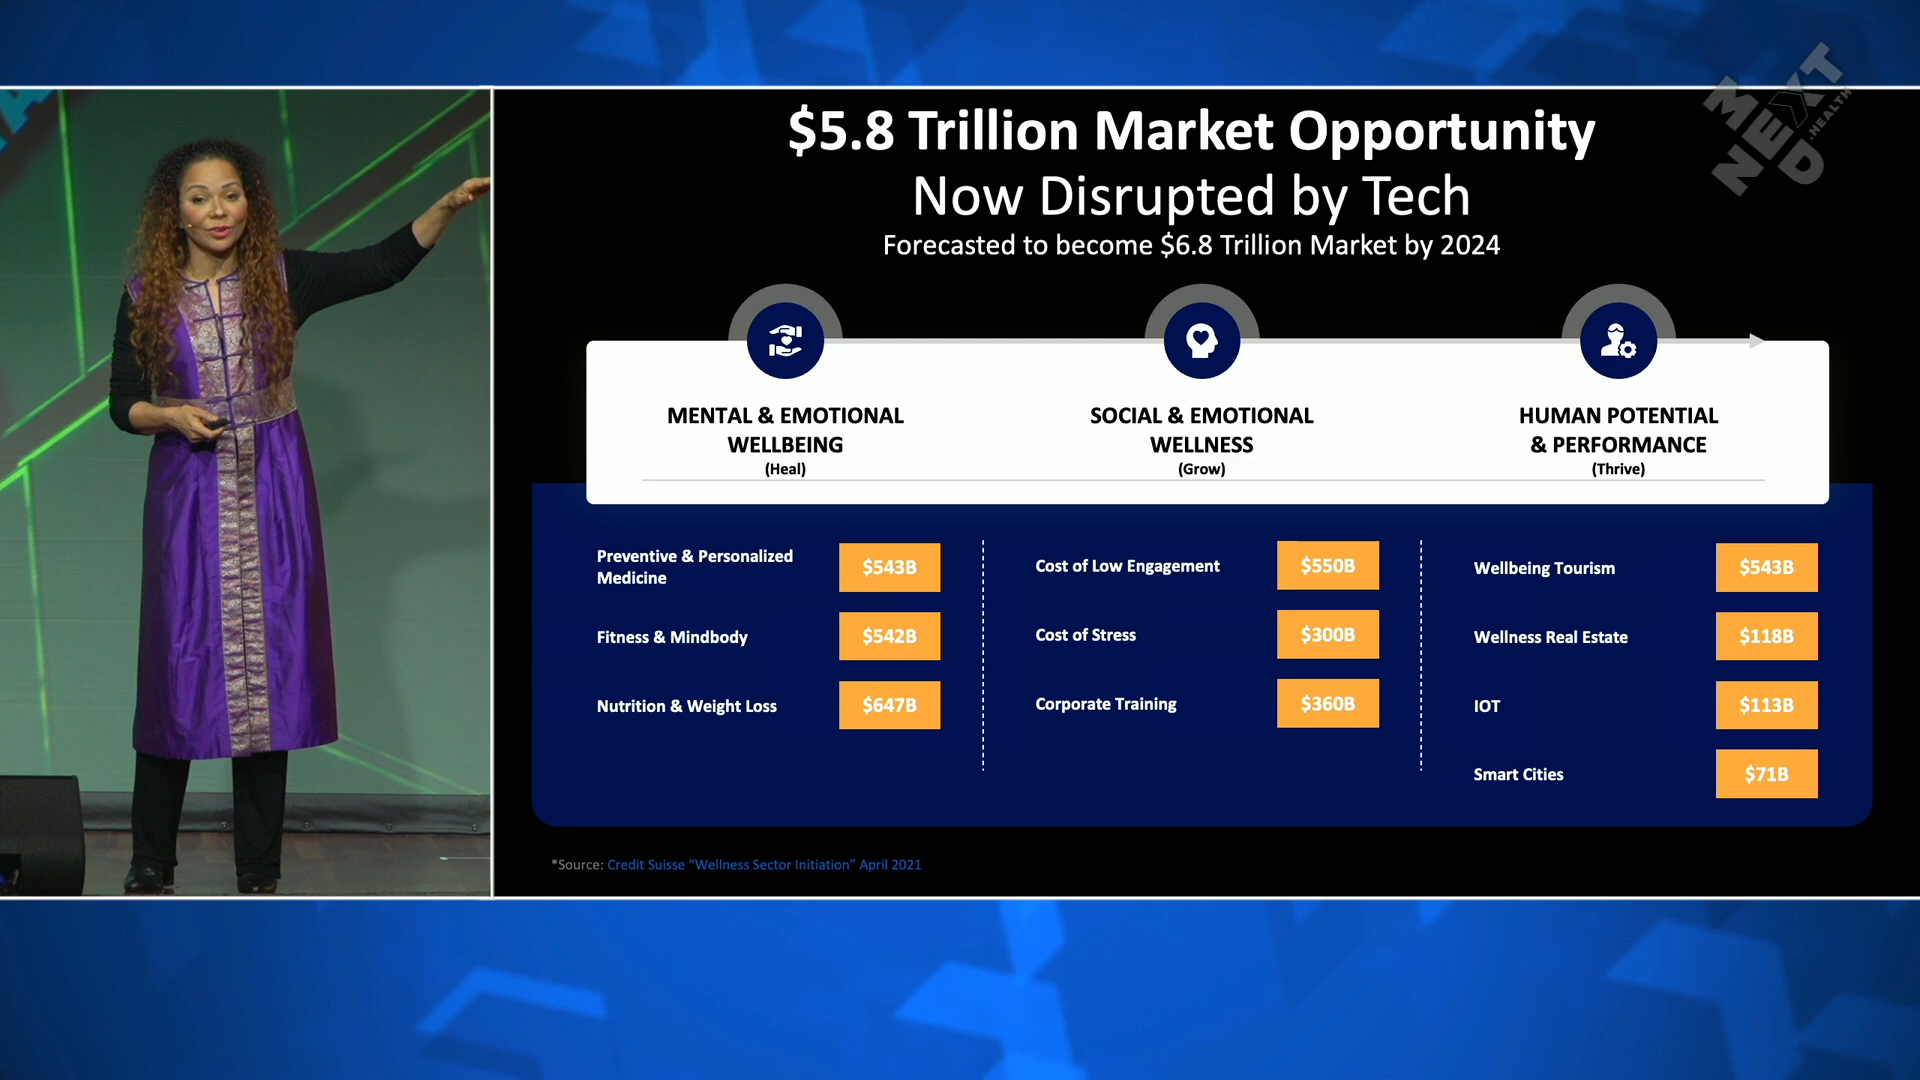 $5.8 Trillion Market Opportunity
Now Disrupted by Tech
Forecasted to become $6.8 Trillion Market by 2024
MEXT
NED
.HEALTH
MENTAL & EMOTIONAL
WELLBEING
(Heal)
SOCIAL & EMOTIONAL
WELLNESS
(Grow)
HUMAN POTENTIAL
& PERFORMANCE
(Thrive)
Preventive & Personalized
Medicine
$543B
Fitness & Mindbody
$542B
Nutrition & Weight Loss
$647B
Cost of Low Engagement
$550B
Cost of Stress
$300B
Corporate Training
$360B
Wellbeing Tourism
$543B
Wellness Real Estate
$118B
IOT
$113B
Smart Cities
$71B
*Source: Credit Suisse “Wellness Sector Initiation” April 2021